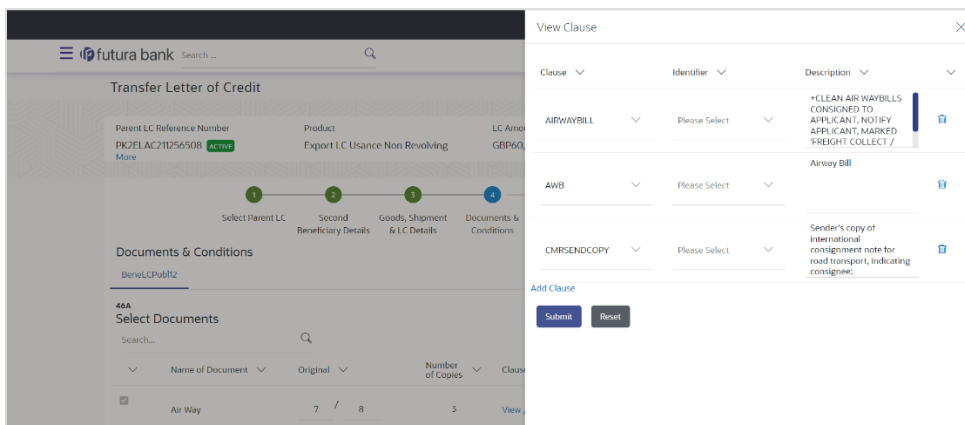 futura bank Search ...
Transfer Letter of Credit
Parent LC Reference Number Product LC Amo
PK2ELAC211256508 ACTIVE Export LC Usance Non Revolving GBP60,
More
1 2 3 4
Select Parent LC Second Goods, Shipment Documents &
Beneficiary Details & LC Details Conditions
Documents & Conditions
BeneLCPubl12
46A
Select Documents
Search...
Name of Document Original Number Claus
of Copies
Air Way 7 / 8 3 View /
View Clause
Clause Identifier Description
AIRWAYBILL Please Select
+CLEAN AIR WAYBILLS
CONSIGNED TO
APPLICANT, NOTIFY
APPLICANT, MARKED
'FREIGHT COLLECT /
AWB Please Select Airway Bill
CMRSENDCOPY Please Select
Sender's copy of
international
consignment note for
road transport, indicating
consignee;
Add Clause
Submit Reset